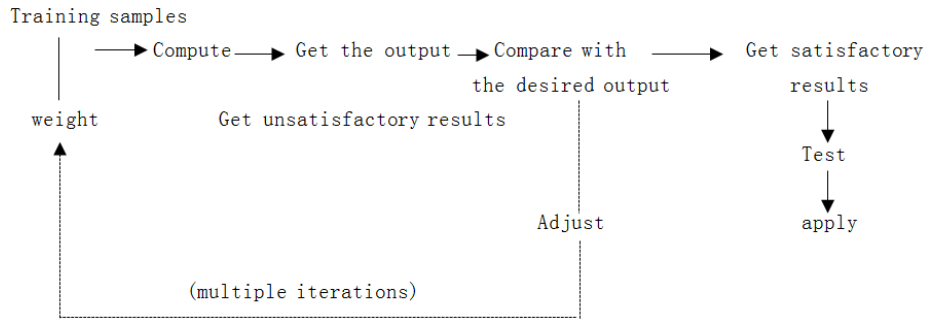 Training samples
Compute
Get the output
Compare with
the desired output
Get satisfactory
results
weight
Get unsatisfactory results
Test
Adjust
apply
(multiple iterations)